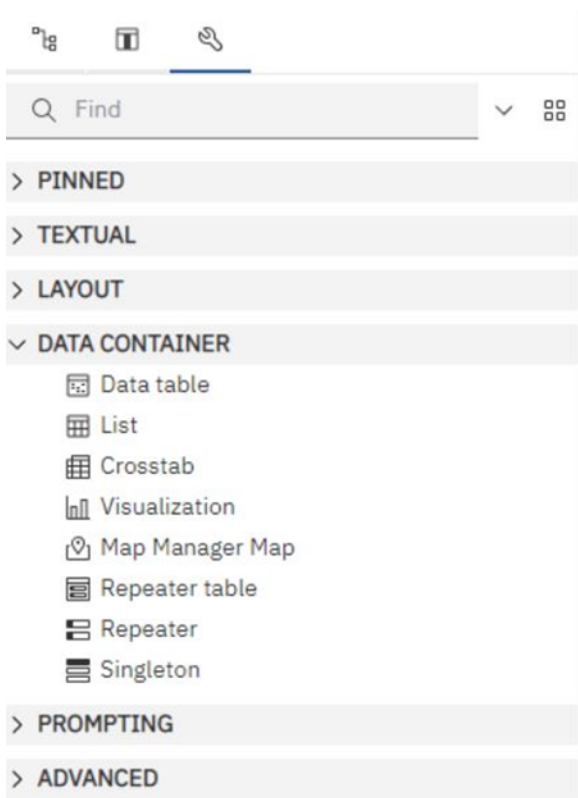 Find
PINNED
TEXTUAL
LAYOUT
DATA CONTAINER
Data table
List
Crosstab
Visualization
Map Manager Map
Repeater table
Repeater
Singleton
PROMPTING
ADVANCED